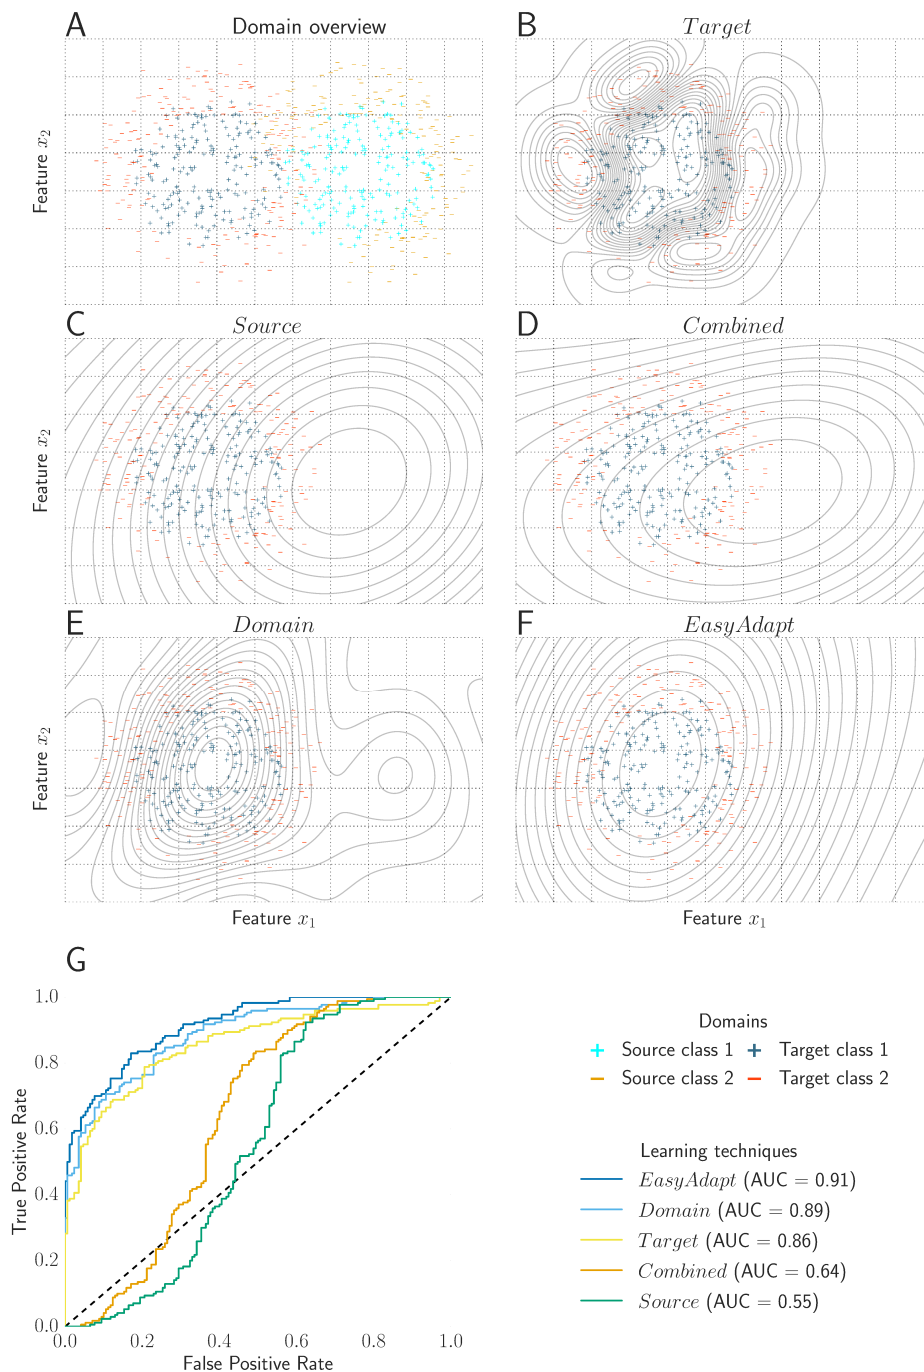 A Domain overview
B Target
Feature x₂
C Source
D Combined
Feature x₂
E Domain
F EasyAdapt
Feature x₂
Feature x₁
Feature x₁
G
1.0
0.8
0.6
0.4
0.2
0.0
True Positive Rate
0.0 0.2 0.4 0.6 0.8 1.0
False Positive Rate
Domains
Source class 1
Target class 1
Source class 2
Target class 2
Learning techniques
EasyAdapt (AUC = 0.91)
Domain (AUC = 0.89)
Target (AUC = 0.86)
Combined (AUC = 0.64)
Source (AUC = 0.55)